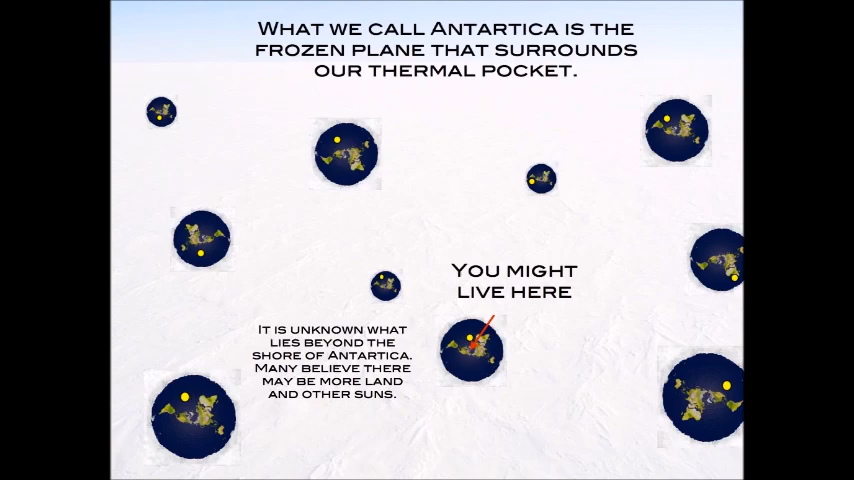 What we call Antartica is the
frozen plane that surrounds
our thermal pocket.
You might
live here
It is unknown what
lies beyond the
shore of Antartica.
Many believe there
may be more land
and other suns.